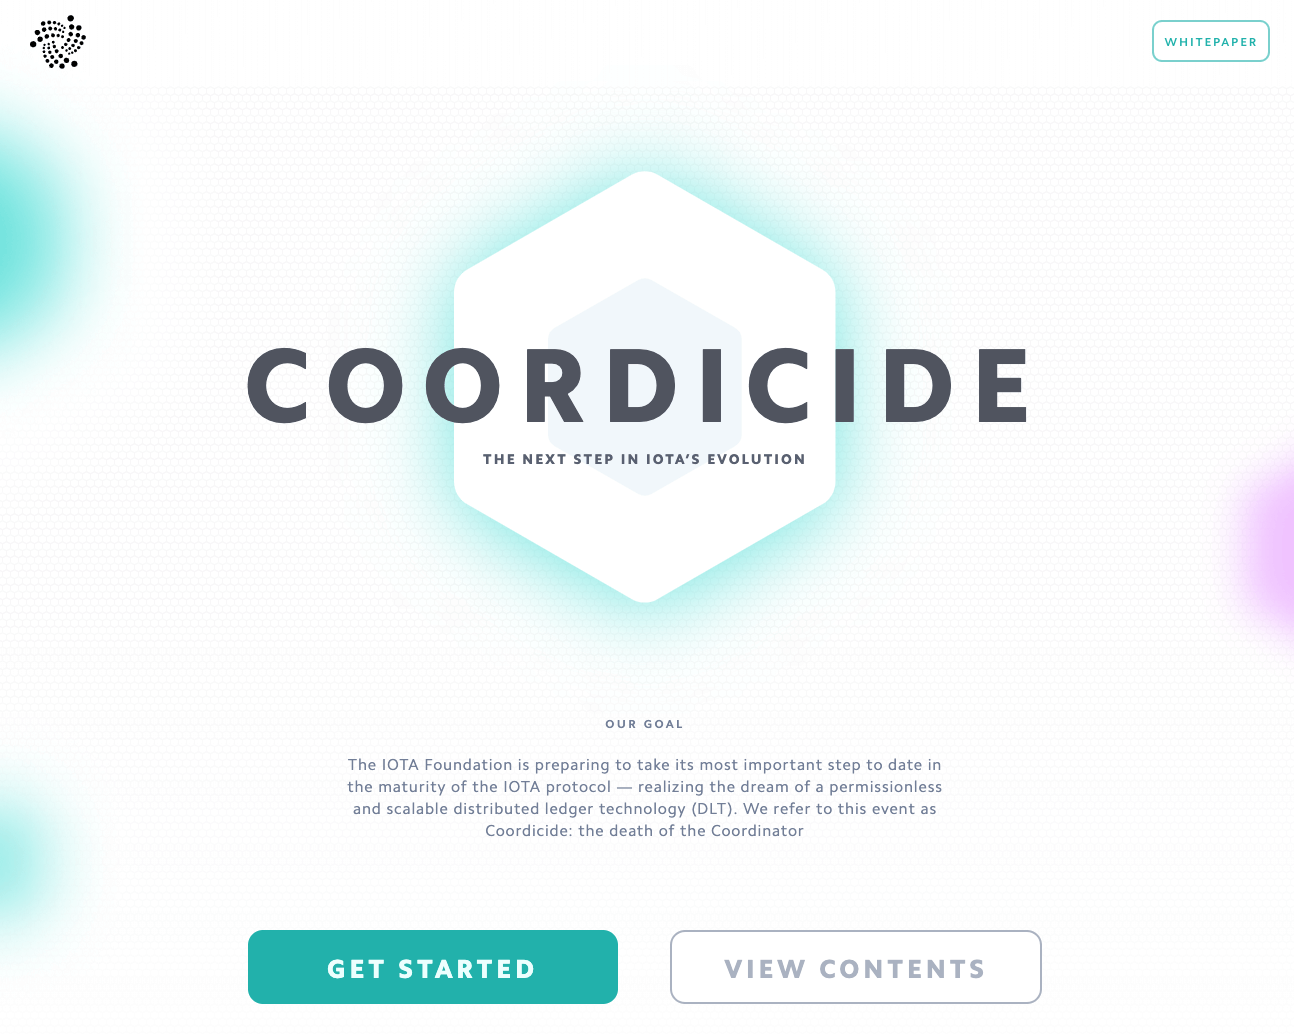 WHITEPAPER
COORDICIDE
THE NEXT STEP IN IOTA’S EVOLUTION
OUR GOAL
The IOTA Foundation is preparing to take its most important step to date in
the maturity of the IOTA protocol — realizing the dream of a permissionless
and scalable distributed ledger technology (DLT). We refer to this event as
Coordicide: the death of the Coordinator
GET STARTED
VIEW CONTENTS